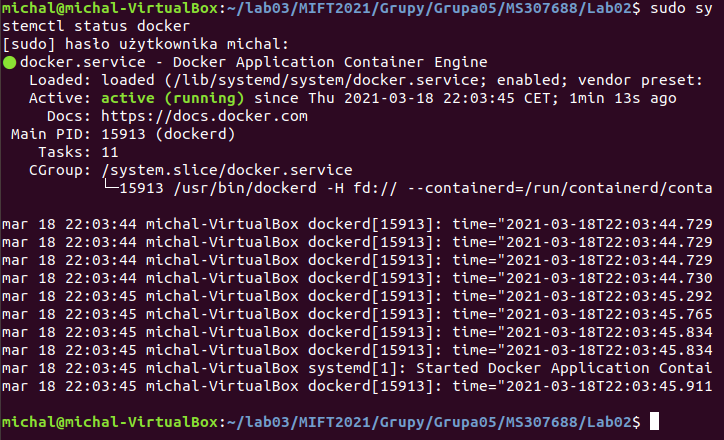 michal@michal-VirtualBox:~/lab03/MIFT2021/Grupy/Grupa05/MS307688/Lab02$ sudo sy
stemctl status docker
[sudo] hasło użytkownika michal:
● docker.service - Docker Application Container Engine
   Loaded: loaded (/lib/systemd/system/docker.service; enabled; vendor preset:
   Active: active (running) since Thu 2021-03-18 22:03:45 CET; 1min 13s ago
     Docs: https://docs.docker.com
 Main PID: 15913 (dockerd)
    Tasks: 11
   CGroup: /system.slice/docker.service
           └─15913 /usr/bin/dockerd -H fd:// --containerd=/run/containerd/conta

mar 18 22:03:44 michal-VirtualBox dockerd[15913]: time="2021-03-18T22:03:44.729
mar 18 22:03:44 michal-VirtualBox dockerd[15913]: time="2021-03-18T22:03:44.729
mar 18 22:03:44 michal-VirtualBox dockerd[15913]: time="2021-03-18T22:03:44.729
mar 18 22:03:44 michal-VirtualBox dockerd[15913]: time="2021-03-18T22:03:44.730
mar 18 22:03:45 michal-VirtualBox dockerd[15913]: time="2021-03-18T22:03:45.292
mar 18 22:03:45 michal-VirtualBox dockerd[15913]: time="2021-03-18T22:03:45.765
mar 18 22:03:45 michal-VirtualBox dockerd[15913]: time="2021-03-18T22:03:45.834
mar 18 22:03:45 michal-VirtualBox dockerd[15913]: time="2021-03-18T22:03:45.834
mar 18 22:03:45 michal-VirtualBox systemd[1]: Started Docker Application Contai
mar 18 22:03:45 michal-VirtualBox dockerd[15913]: time="2021-03-18T22:03:45.911

michal@michal-VirtualBox:~/lab03/MIFT2021/Grupy/Grupa05/MS307688/Lab02$